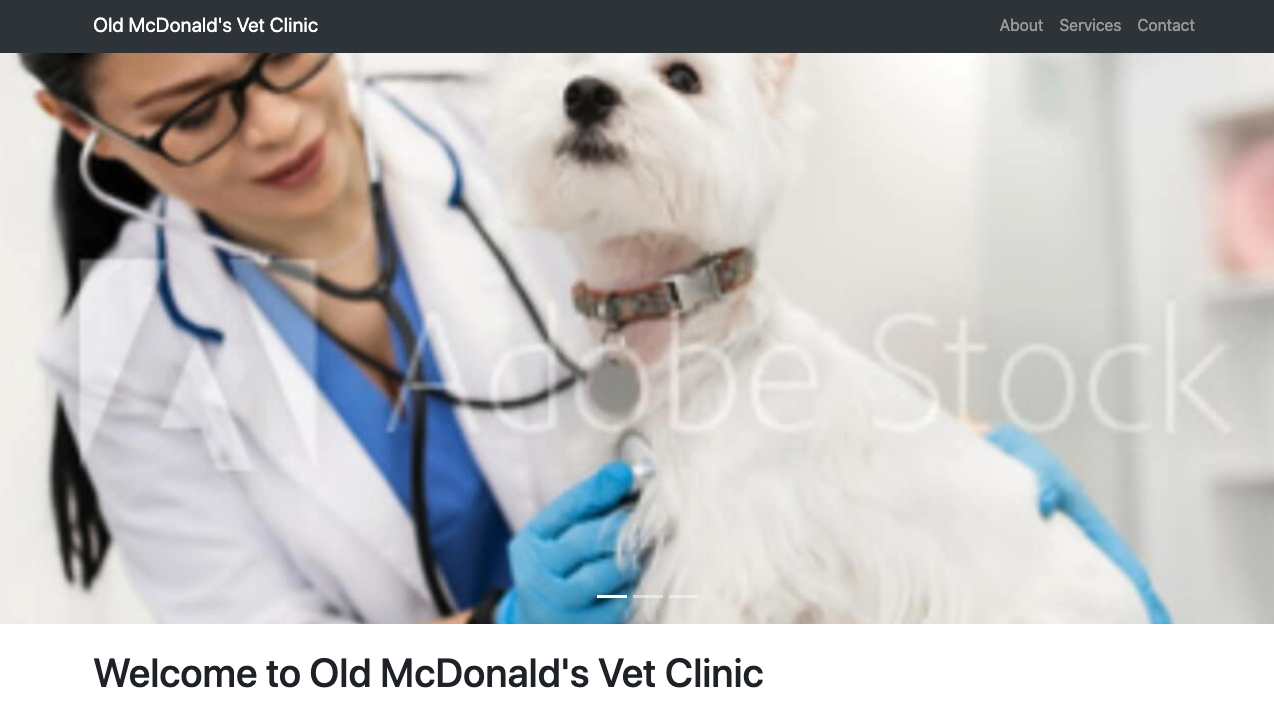 Old McDonald's Vet Clinic
About Services Contact
Adobe Stock
Welcome to Old McDonald's Vet Clinic